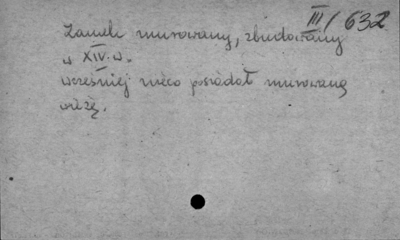 III/632
Zamek murowany, zbudowany
w XIV w.
wcześniej nieco posiadał murowaną
wieżę.